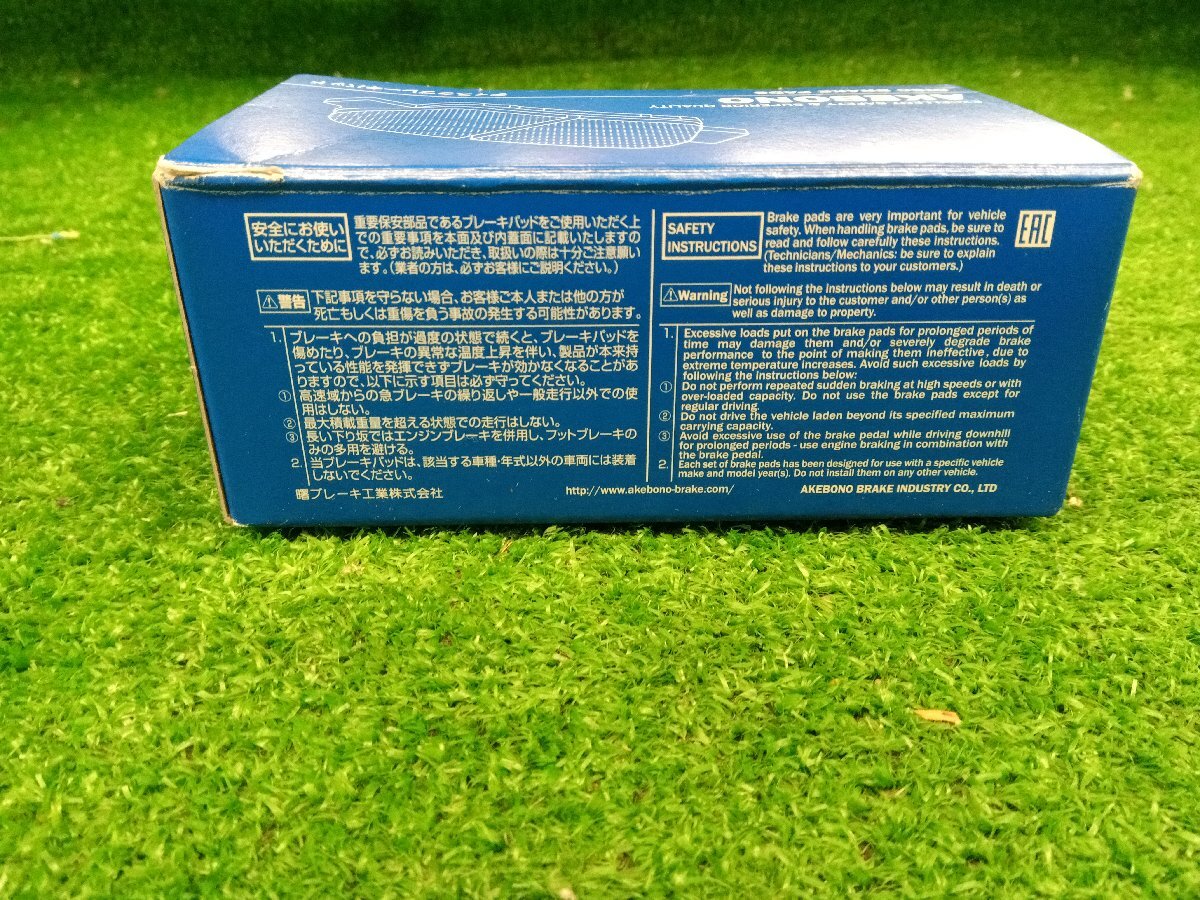 AKEBONO
安全にお使い
いただくために
重要保安部品であるブレーキパッドをご使用いただく上
での重要事項を本面及び内蓋面に記載いたしますの
で、必ずお読みいただき、取扱いの際は十分ご注意願い
ます。(業者の方は、必ずお客様にご説明ください。)
警告
下記事項を守らない場合、お客様ご本人または他の方が
死亡もしくは重傷を負う事故の発生する可能性があります。
1. ブレーキへの負担が過度の状態で続くと、ブレーキパッドを
傷めたり、ブレーキの異常な温度上昇を伴い、製品が本来持
っている性能を発揮できずブレーキが効かなくなることがあ
りますので、以下に示す項目は必ず守ってください。
① 高速域からの急ブレーキの繰り返しや一般走行以外での使
用はしない。
② 最大積載重量を超える状態での走行はしない。
③ 長い下り坂ではエンジンブレーキを併用し、フットブレーキの
みの多用を避ける。
2. 当ブレーキパッドは、該当する車種・年式以外の車両には装着
しないでください。
曙ブレーキ工業株式会社
SAFETY
INSTRUCTIONS
Brake pads are very important for vehicle
safety. When handling brake pads, be sure to
read and follow carefully these instructions.
(Technicians/Mechanics: be sure to explain
these instructions to your customers.)
EAC
Warning
Not following the instructions below may result in death or
serious injury to the customer and/or other person(s) as
well as damage to property.
1. Excessive loads put on the brake pads for prolonged periods of
time may damage them and/or severely degrade brake
performance to the point of making them ineffective, due to
extreme temperature increases. Avoid such excessive loads by
following the instructions below:
① Do not perform repeated sudden braking at high speeds or with
over-loaded capacity. Do not use the brake pads except for
regular driving.
② Do not drive the vehicle laden beyond its specified maximum
carrying capacity.
③ Avoid excessive use of the brake pedal while driving downhill
for prolonged periods - use engine braking in combination with
the brake pedal.
2. Each set of brake pads has been designed for use with a specific vehicle
make and model year(s). Do not install them on any other vehicle.
http://www.akebono-brake.com/
AKEBONO BRAKE INDUSTRY CO., LTD